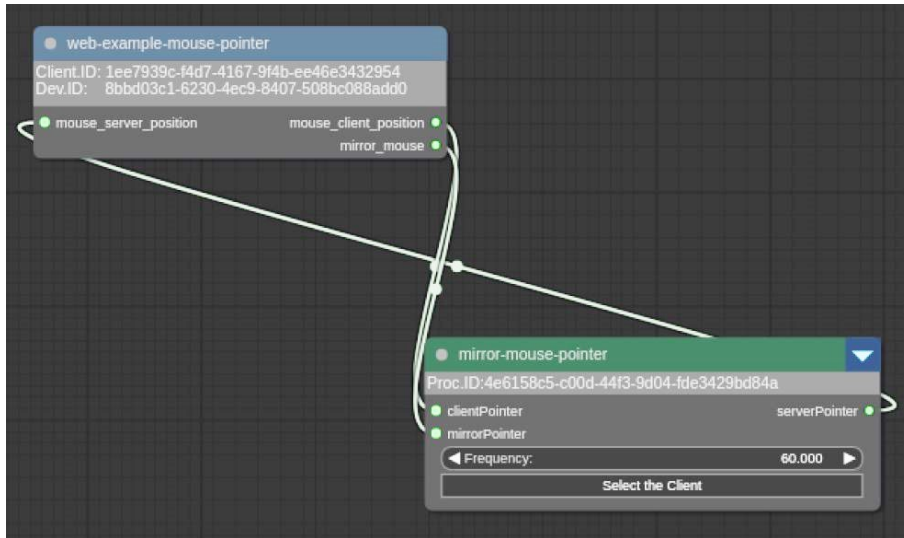 web-example-mouse-pointer
Client.ID: 1ee7939c-f4d7-4167-9f4b-ee46e3432954
Dev.ID: 8bbd03c1-6230-4ec9-8407-508bc088add0
mouse_server_position mouse_client_position
mirror_mouse
mirror-mouse-pointer
Proc.ID:4e6158c5-c00d-44f3-9d04-fde3429bd84a
clientPointer serverPointer
mirrorPointer
Frequency: 60.000
Select the Client